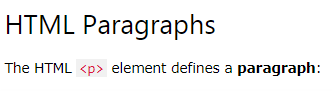 HTML Paragraphs
The HTML <p> element defines a paragraph: